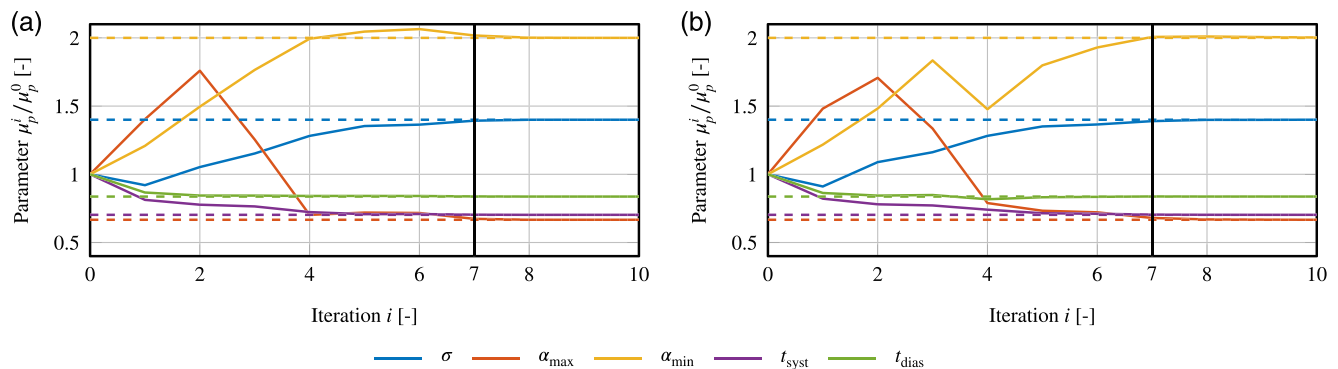 (a)
Parameter μ_p^i/μ_p^0 [-]
2
1.5
1
0.5
0 2 4 6 7 8 10
Iteration i [-]
(b)
Parameter μ_p^i/μ_p^0 [-]
2
1.5
1
0.5
0 2 4 6 7 8 10
Iteration i [-]
σ α_max α_min t_syst t_dias